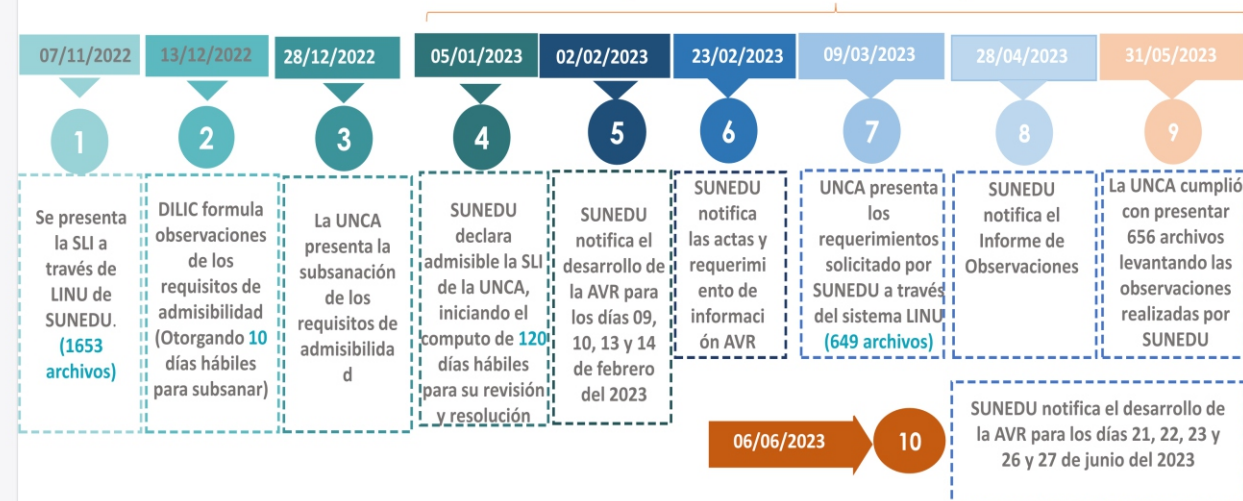 07/11/2022
1
Se presenta
la SLI a
través de
LINU de
SUNEDU.
(1653
archivos)
13/12/2022
2
DILIC formula
observaciones
de los
requisitos de
admisibilidad
(Otorgando 10
días hábiles
para subsanar)
28/12/2022
3
La UNCA
presenta la
subsanación
de los
requisitos de
admisibilida
d
05/01/2023
4
SUNEDU
declara
admisible la SLI
de la UNCA,
iniciando el
computo de 120
días hábiles
para su revisión
y resolución
02/02/2023
5
SUNEDU
notifica el
desarrollo de
la AVR para
los días 09,
10, 13 y 14
de febrero
del 2023
23/02/2023
6
SUNEDU
notifica
las actas y
requerimi
ento de
informaci
ón AVR
09/03/2023
7
UNCA presenta
los
requerimientos
solicitado por
SUNEDU a través
del sistema LINU
(649 archivos)
28/04/2023
8
SUNEDU
notifica el
Informe de
Observaciones
31/05/2023
9
La UNCA cumplió
con presentar
656 archivos
levantando las
observaciones
realizadas por
SUNEDU
06/06/2023
10
SUNEDU notifica el desarrollo de
la AVR para los días 21, 22, 23 y
26 y 27 de junio del 2023